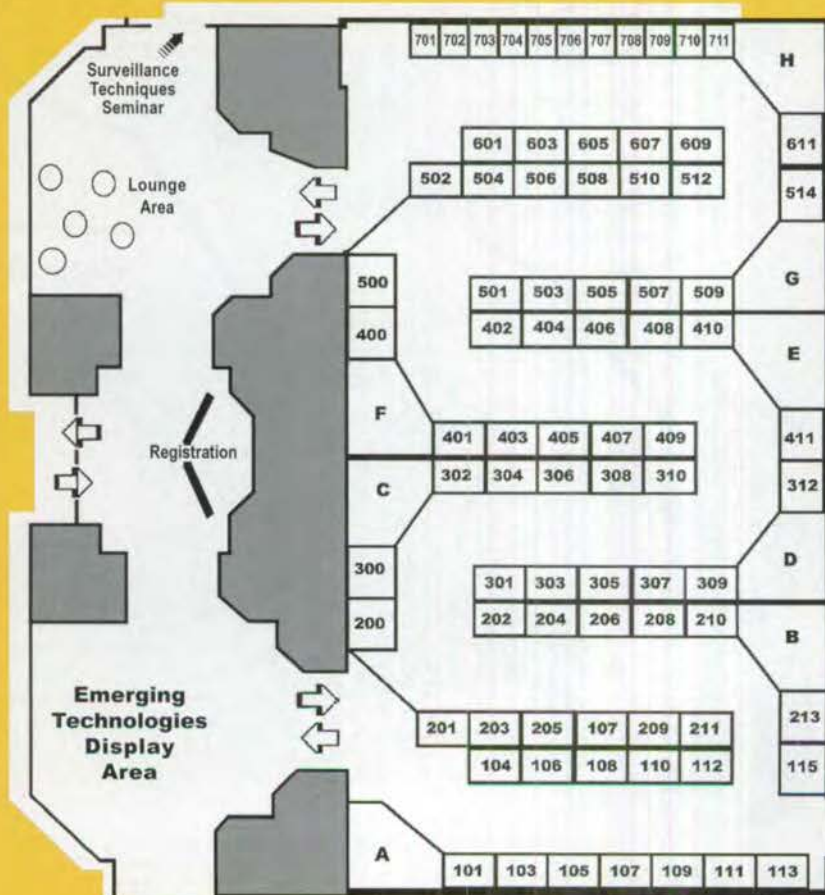 701 702 703 704 705 706 707 708 709 710 711
H
Surveillance
Techniques
Seminar
601 603 605 607 609
611
502 504 506 508 510 512
514
Lounge
Area
500
501 503 505 507 509
G
400
402 404 406 408 410
E
F
401 403 405 407 409
411
Registration
C
302 304 306 308 310
312
300
301 303 305 307 309
D
200
202 204 206 208 210
B
Emerging
Technologies
Display
Area
201 203 205 107 209 211
213
104 106 108 110 112
115
A
101 103 105 107 109 111 113